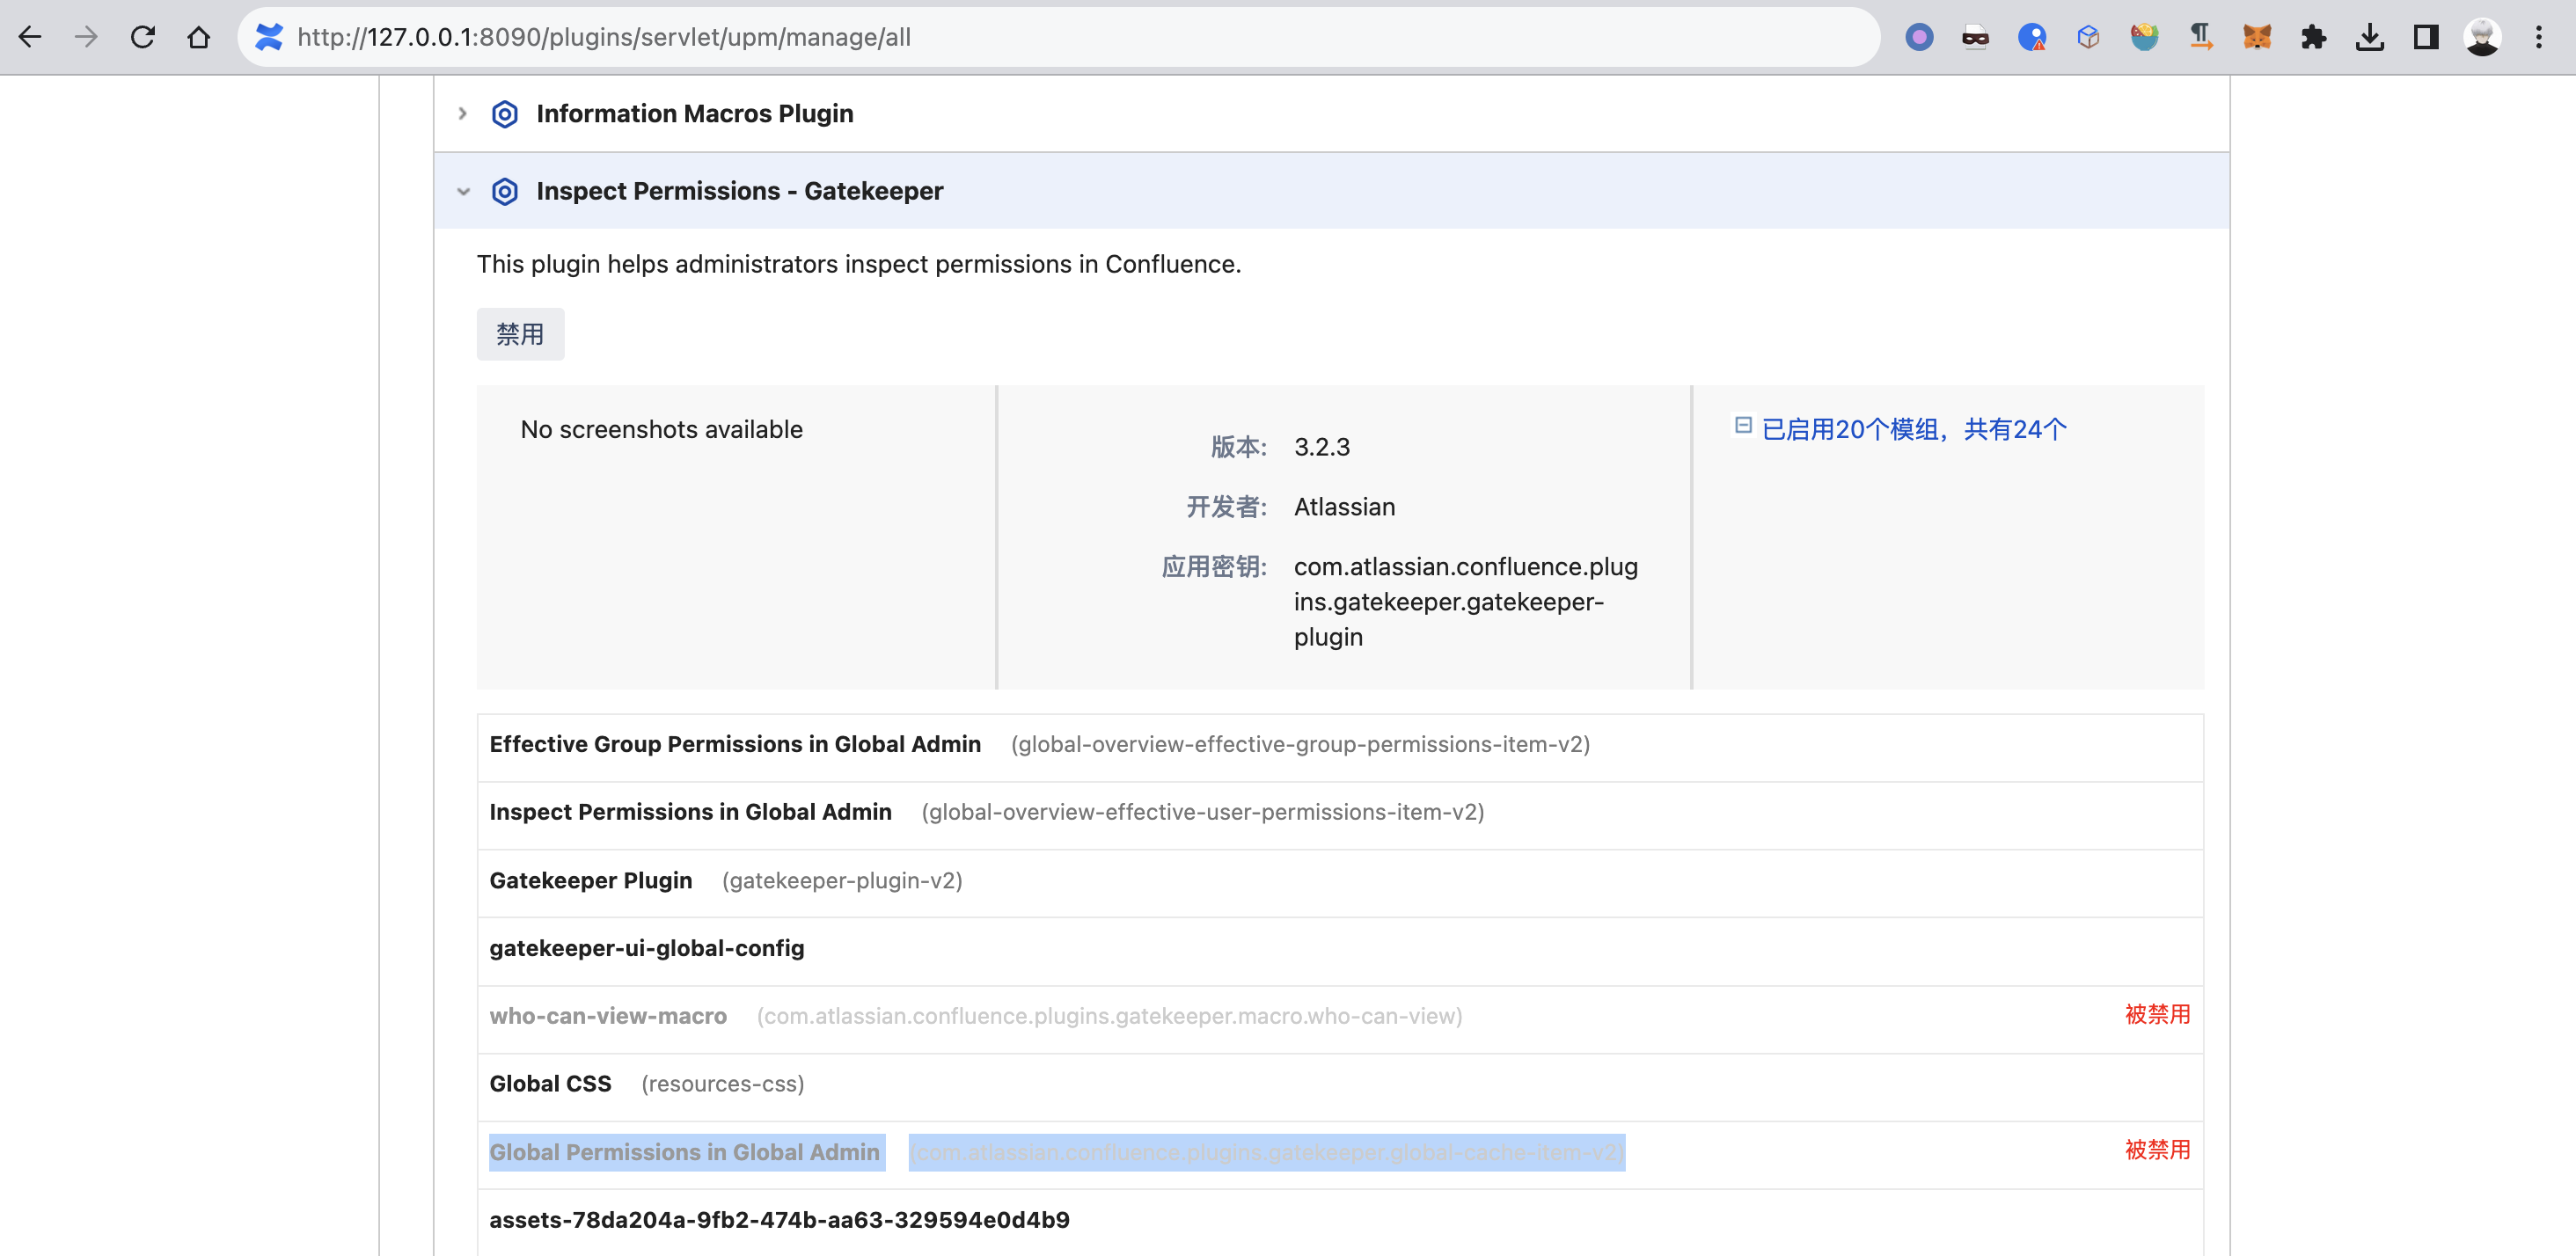 http://127.0.0.1:8090/plugins/servlet/upm/manage/all
Information Macros Plugin
Inspect Permissions - Gatekeeper
This plugin helps administrators inspect permissions in Confluence.
禁用
No screenshots available
版本: 3.2.3
开发者: Atlassian
应用密钥: com.atlassian.confluence.plug
ins.gatekeeper.gatekeeper-
plugin
已启用20个模组，共有24个
Effective Group Permissions in Global Admin (global-overview-effective-group-permissions-item-v2)
Inspect Permissions in Global Admin (global-overview-effective-user-permissions-item-v2)
Gatekeeper Plugin (gatekeeper-plugin-v2)
gatekeeper-ui-global-config
who-can-view-macro (com.atlassian.confluence.plugins.gatekeeper.macro.who-can-view) 被禁用
Global CSS (resources-css)
Global Permissions in Global Admin (com.atlassian.confluence.plugins.gatekeeper.global-cache-item-v2) 被禁用
assets-78da204a-9fb2-474b-aa63-329594e0d4b9